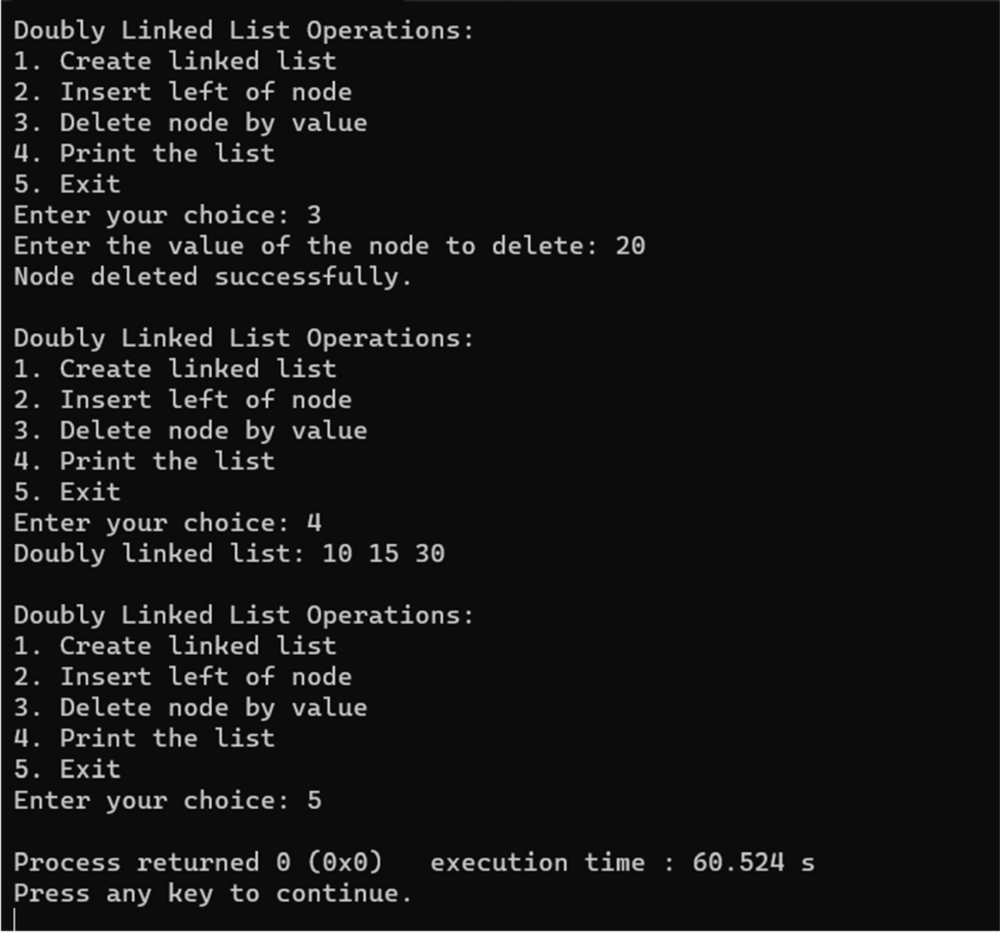 Doubly Linked List Operations:
1. Create linked list
2. Insert left of node
3. Delete node by value
4. Print the list
5. Exit
Enter your choice: 3
Enter the value of the node to delete: 20
Node deleted successfully.
Doubly Linked List Operations:
1. Create linked list
2. Insert left of node
3. Delete node by value
4. Print the list
5. Exit
Enter your choice: 4
Doubly linked list: 10 15 30
Doubly Linked List Operations:
1. Create linked list
2. Insert left of node
3. Delete node by value
4. Print the list
5. Exit
Enter your choice: 5
Process returned 0 (0x0)   execution time : 60.524 s
Press any key to continue.